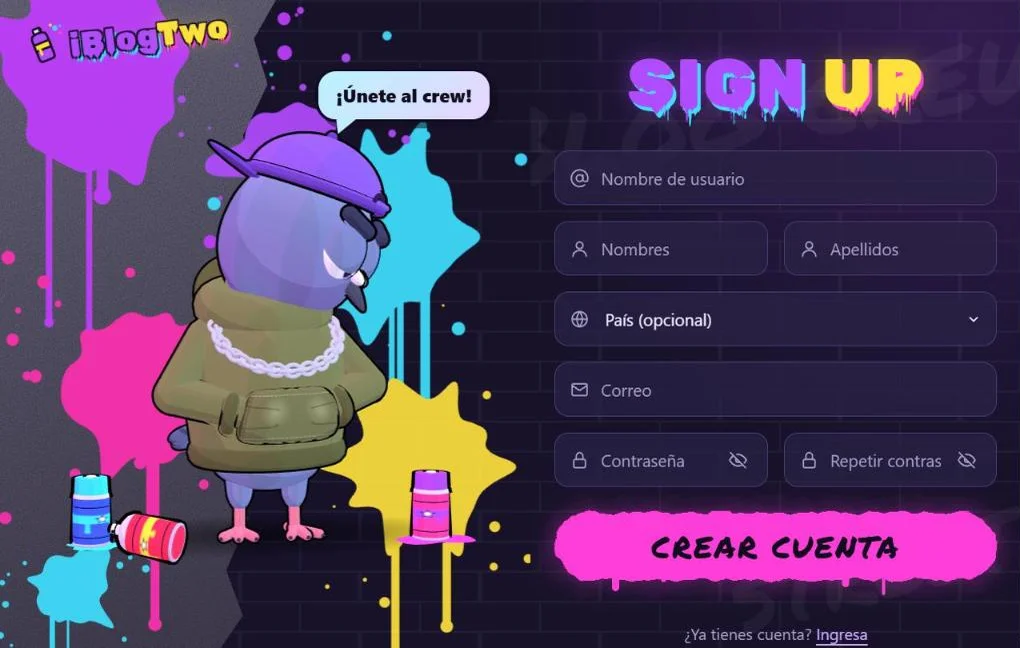 iBlogTwo
¡Únete al crew!
SIGN UP
Nombre de usuario
Nombres
Apellidos
País (opcional)
Correo
Contraseña
Repetir contras
CREAR CUENTA
¿Ya tienes cuenta? Ingresa